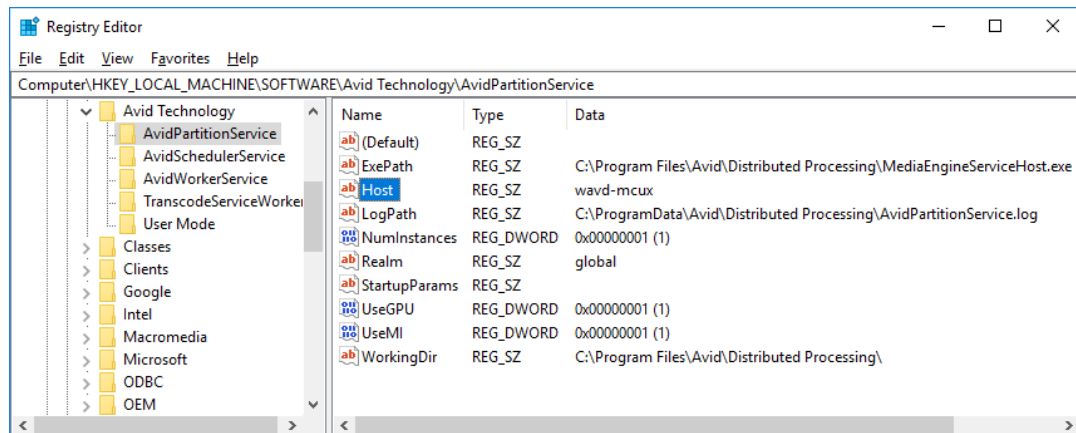 Registry Editor
File Edit View Favorites Help
Computer\HKEY_LOCAL_MACHINE\SOFTWARE\Avid Technology\AvidPartitionService
Avid Technology
AvidPartitionService
AvidSchedulerService
AvidWorkerService
TranscodeServiceWorker
User Mode
Classes
Clients
Google
Intel
Macromedia
Microsoft
ODBC
OEM
Name Type Data
(Default) REG_SZ
ExePath REG_SZ C:\Program Files\Avid\Distributed Processing\MediaEngineServiceHost.exe
Host REG_SZ wavd-mcux
LogPath REG_SZ C:\ProgramData\Avid\Distributed Processing\AvidPartitionService.log
NumInstances REG_DWORD 0x00000001 (1)
Realm REG_SZ global
StartupParams REG_SZ
UseGPU REG_DWORD 0x00000001 (1)
UseMI REG_DWORD 0x00000001 (1)
WorkingDir REG_SZ C:\Program Files\Avid\Distributed Processing\